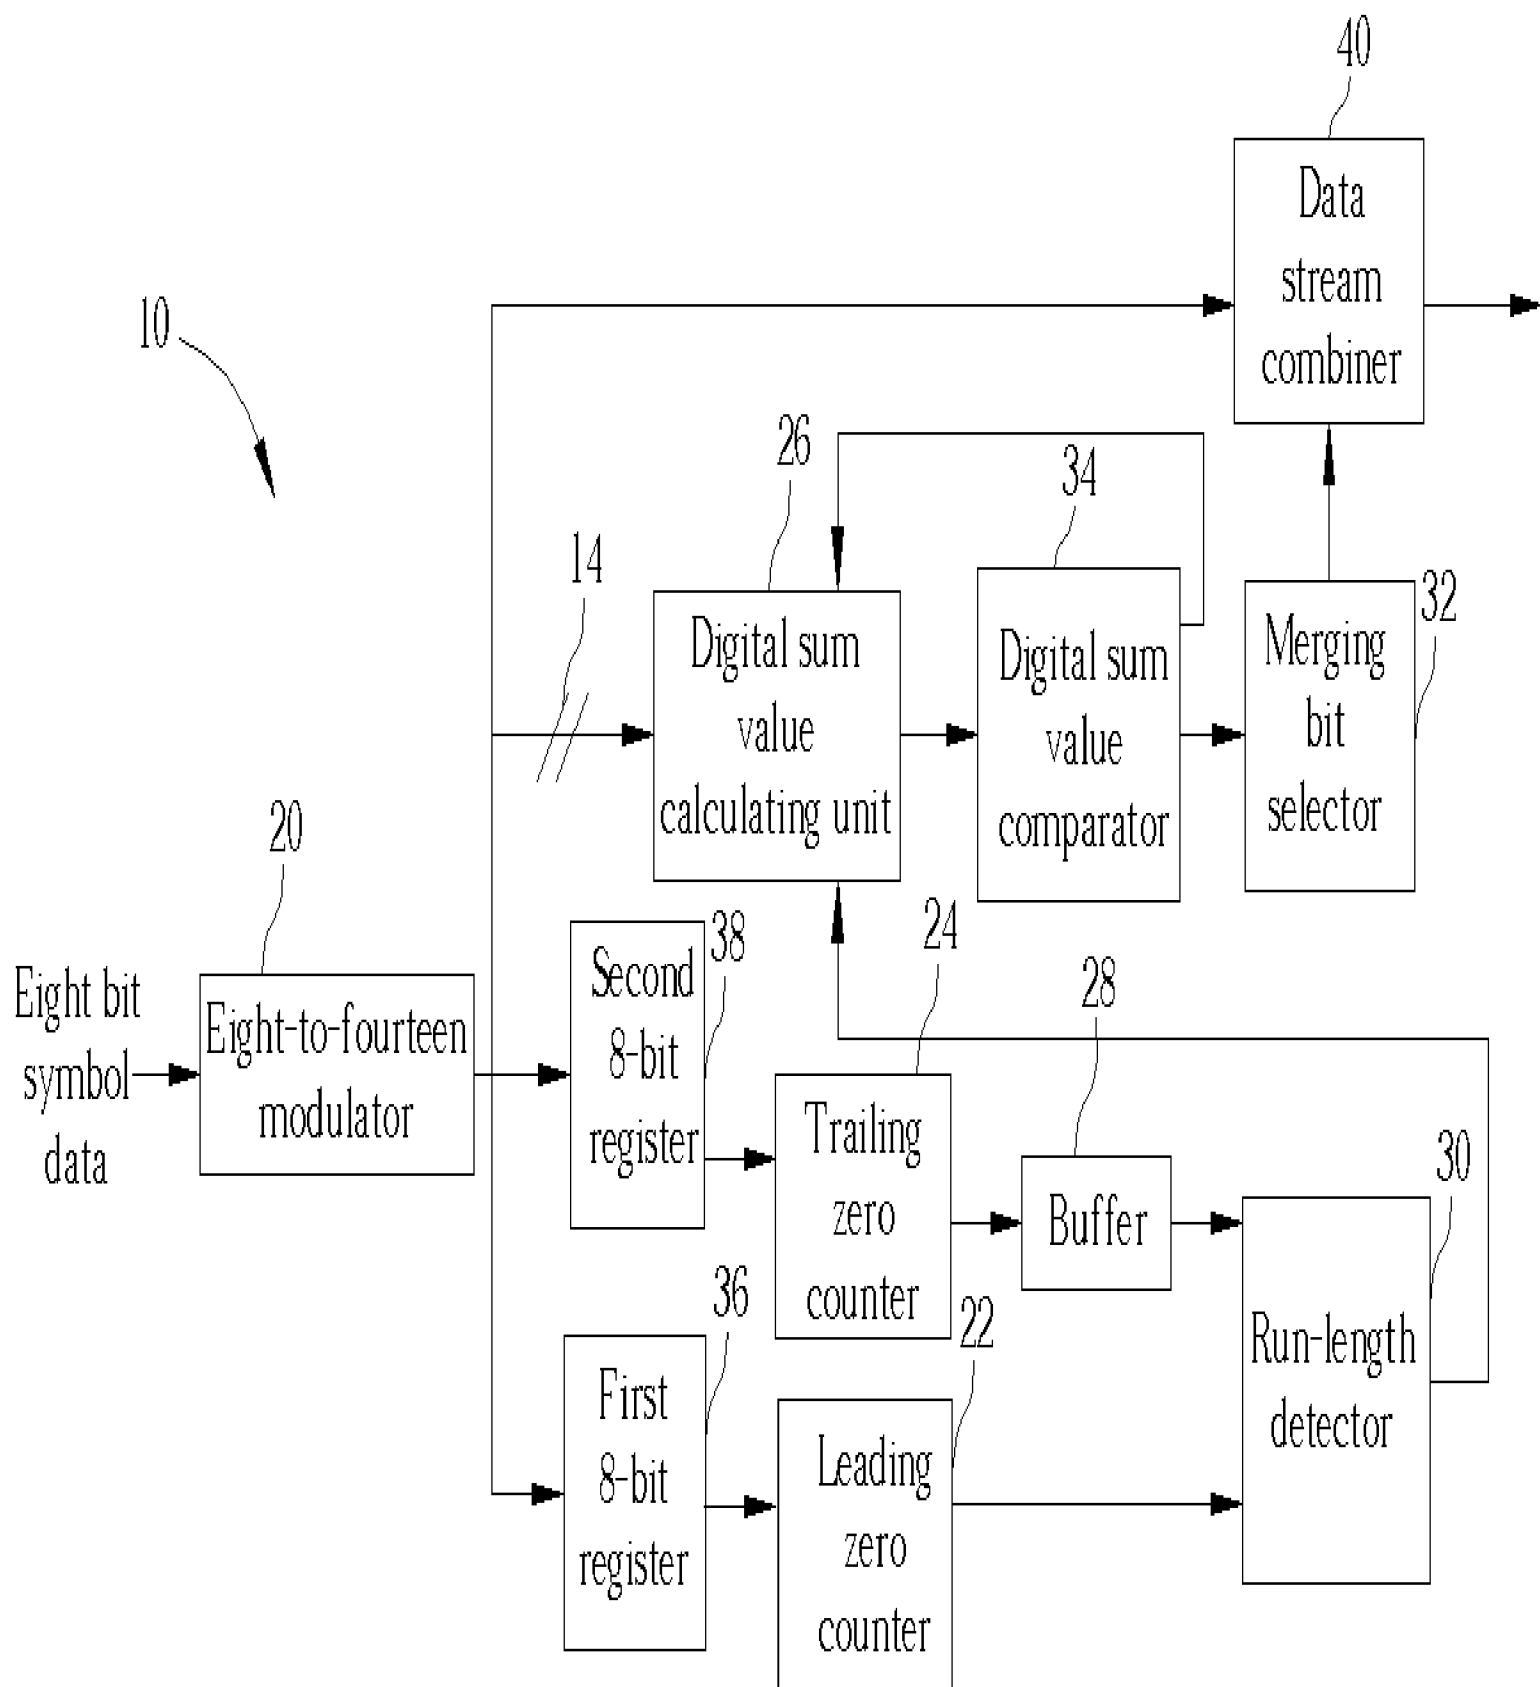 40
Data
stream
combiner
10
26
34
14
32
Digital sum
value
calculating unit
Digital sum
value
comparator
Merging
bit
selector
20
38
24
28
Eight bit
symbol
data
Eight-to-fourteen
modulator
Second
8-bit
register
Trailing
zero
counter
Buffer
30
36
22
First
8-bit
register
Leading
zero
counter
Run-length
detector